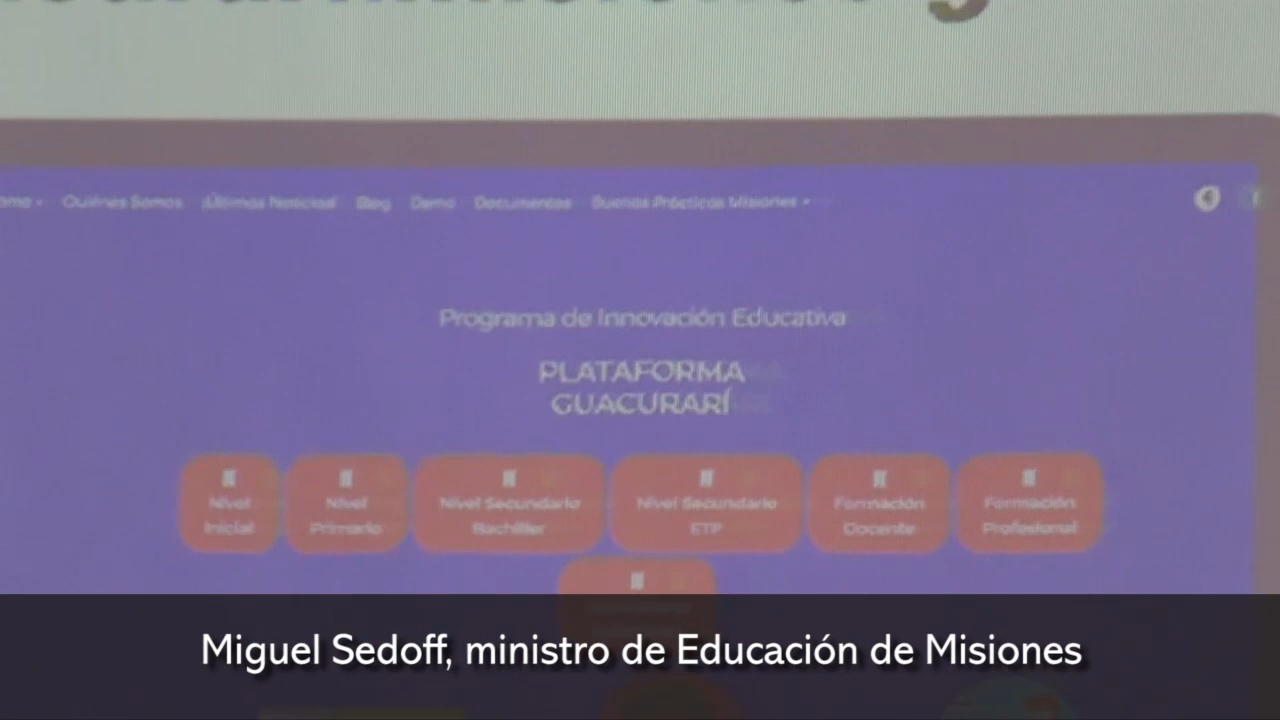 Quiénes Somos ¡Últimas Noticias! Blog Demo Documentos Buenas Prácticas Misiones
Programa de Innovación Educativa
PLATAFORMA
GUACURARÍ
Nivel
Inicial
Nivel
Primario
Nivel Secundario
Bachiller
Nivel Secundario
ETP
Formación
Docente
Formación
Profesional
Miguel Sedoff, ministro de Educación de Misiones